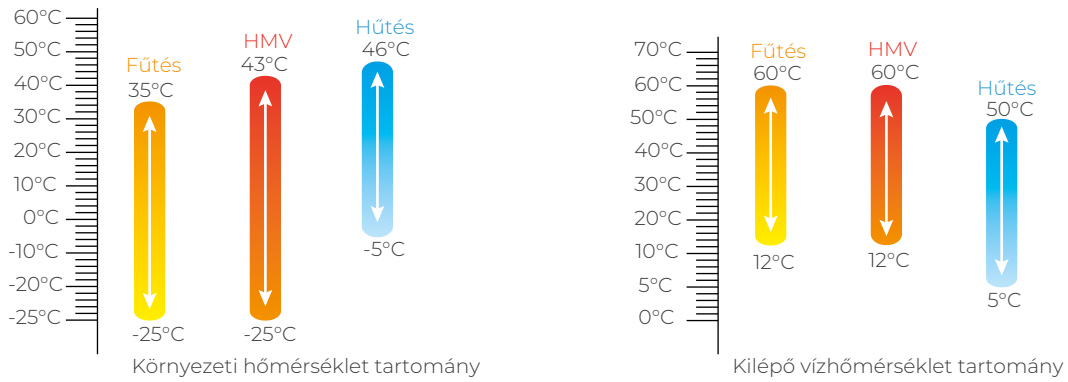 60°C
50°C
40°C
30°C
20°C
10°C
0°C
-10°C
-20°C
-25°C
Fűtés
35°C
-25°C
HMV
43°C
-25°C
Hűtés
46°C
-5°C
Környezeti hőmérséklet tartomány
70°C
60°C
50°C
40°C
30°C
20°C
10°C
5°C
0°C
Fűtés
60°C
12°C
HMV
60°C
12°C
Hűtés
50°C
5°C
Kilépő vízhőmérséklet tartomány